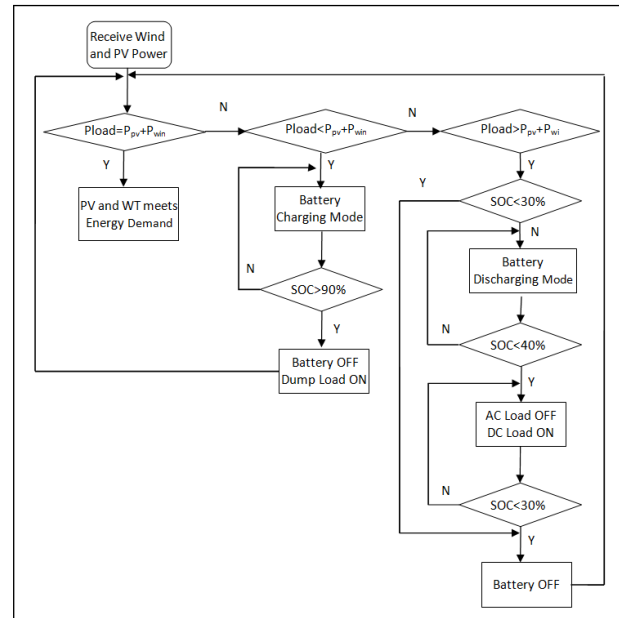 Receive Wind
and PV Power
Pload=Ppv+Pwin
N
Pload<Ppv+Pwin
N
Pload>Ppv+Pwi
Y
Y
Y
Y
PV and WT meets
Energy Demand
Battery
Charging Mode
SOC<30%
N
Battery
Discharging Mode
N
SOC>90%
Y
N
SOC<40%
Y
Battery OFF
Dump Load ON
AC Load OFF
DC Load ON
N
SOC<30%
Y
Battery OFF